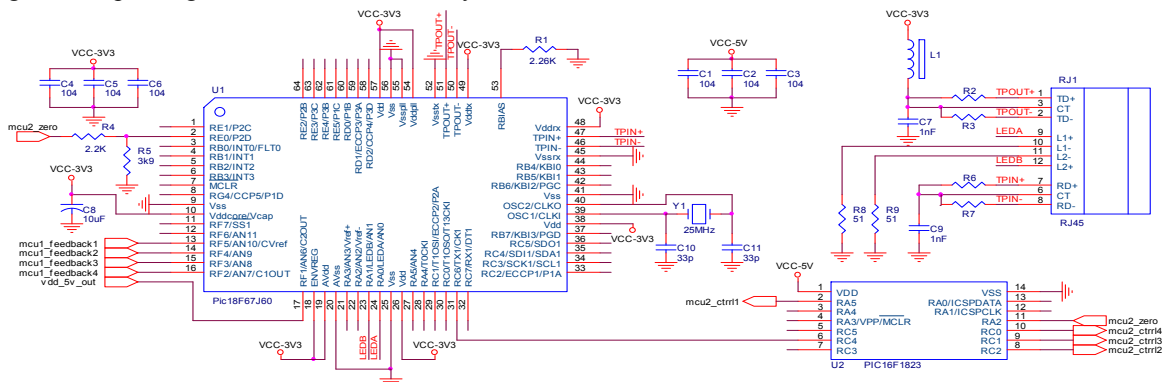 VCC-3V3
C4
104
C5
104
C6
104
mcu2_zero
R4
2.2K
R5
3k9
VCC-3V3
C8
10uF
mcu1_feedback1
mcu1_feedback2
mcu1_feedback3
mcu1_feedback4
vdd_5v_out
U1
Pic18F67J60
1 RE1/P2C
2 RE0/P2D
3 RB0/INT0/FLT0
4 RB1/INT1
5 RB2/INT2
6 RB3/INT3
7 MCLR
8 RG4/CCP5/P1D
9 Vss
10 Vddcore/Vcap
11 RF7/SS1
12 RF6/AN11
13 RF5/AN10/CVref
14 RF4/AN9
15 RF3/AN8
16 RF2/AN7/C1OUT
17 RF1/AN6/C2OUT
18 ENVREG
19 AVdd
20 AVss
21 RA3/AN3/Vref+
22 RA2/AN2/Vref-
23 RA1/LEDB/AN1
24 RA0/LEDA/AN0
25 Vss
26 Vdd
27 RA5/AN4
28 RA4/T0CKI
29 RC1/T1OSI/ECCP2/P2A
30 RC0/T1OSO/T13CKI
31 RC6/TX1/CK1
32 RC7/RX1/DT1
33 RC2/ECCP1/P1A
34 RC3/SCK1/SCL1
35 RC4/SDI1/SDA1
36 RC5/SDO1
37 RB7/KBI3/PGD
38 Vdd
39 OSC1/CLKI
40 OSC2/CLKO
41 Vss
42 RB6/KBI2/PGC
43 RB5/KBI1
44 RB4/KBI0
45 Vssrx
46 TPIN-
47 TPIN+
48 Vddrx
49 Vddtx
50 TPOUT-
51 TPOUT+
52 Vsstx
53 RBIAS
54 Vddpll
55 Vsspll
56 Vss
57 Vdd
58 RD2/CCP4/P3D
59 RD1/ECCP3/P3A
60 RD0/P1B
61 RE5/P1C
62 RE4/P3B
63 RE3/P3C
64 RE2/P2B
VCC-3V3
TPOUT+
TPOUT-
VCC-3V3
R1
2.26K
VCC-3V3
TPIN+
TPIN-
VCC-3V3
Y1
25MHz
C10
33p
C11
33p
VCC-3V3
LEDB
LEDA
VCC-3V3
VCC-5V
C1
104
C2
104
C3
104
VCC-3V3
L1
RJ1
R2
TPOUT+
R3
TPOUT-
C7
1nF
LEDA
LEDB
R8
51
R9
51
R6
TPIN+
R7
TPIN-
C9
1nF
1 TD+
3 CT
2 TD-
9 L1+
10 L1-
11 L2-
12 L2+
7 RD+
6 CT
8 RD-
RJ45
VCC-5V
mcu2_ctrrl1
1 VDD
2 RA5
3 RA4
4 RA3/VPP/MCLR
5 RC5
6 RC4
7 RC3
VSS 14
RA0/ICSPDATA 13
RA1/ICSPCLK 12
RA2 11
RC0 10
RC1 9
RC2 8
mcu2_zero
mcu2_ctrrl4
mcu2_ctrrl3
mcu2_ctrrl2
U2
PIC16F1823